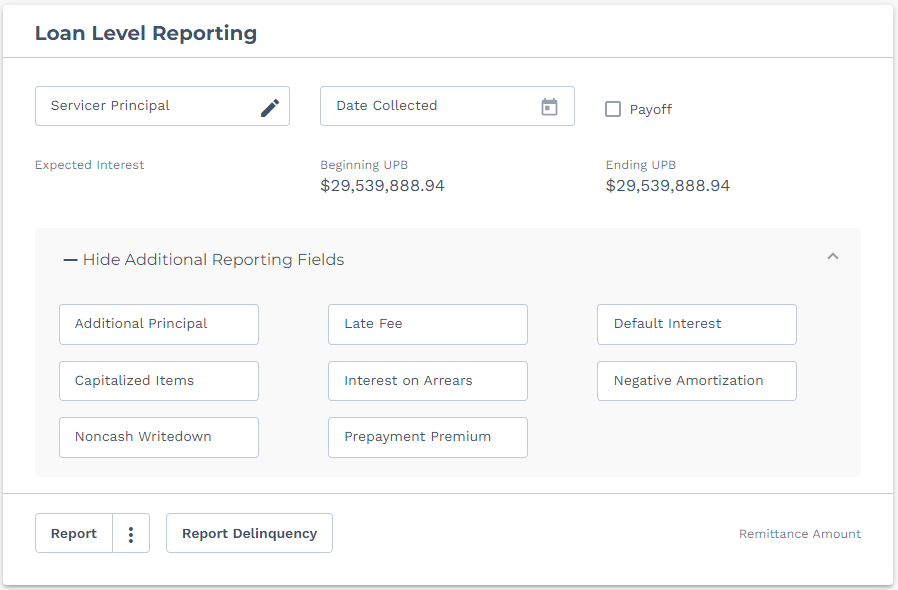 Loan Level Reporting
Servicer Principal
Date Collected
Payoff
Expected Interest
Beginning UPB
Ending UPB
$29,539,888.94
$29,539,888.94
Hide Additional Reporting Fields
Additional Principal
Late Fee
Default Interest
Capitalized Items
Interest on Arrears
Negative Amortization
Noncash Writedown
Prepayment Premium
Report
Report Delinquency
Remittance Amount